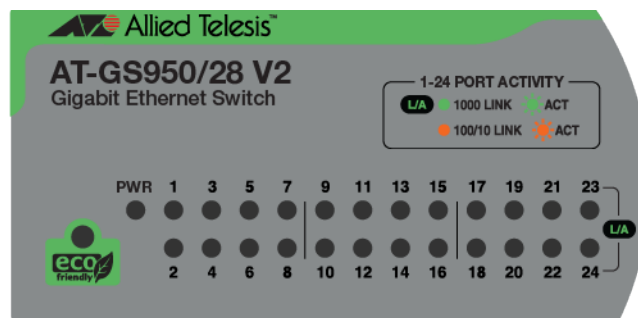 Allied Telesis™
AT-GS950/28 V2
Gigabit Ethernet Switch
1-24 PORT ACTIVITY
L/A 1000 LINK ACT
100/10 LINK ACT
PWR 1 3 5 7 9 11 13 15 17 19 21 23
L/A
eco
friendly
2 4 6 8 10 12 14 16 18 20 22 24